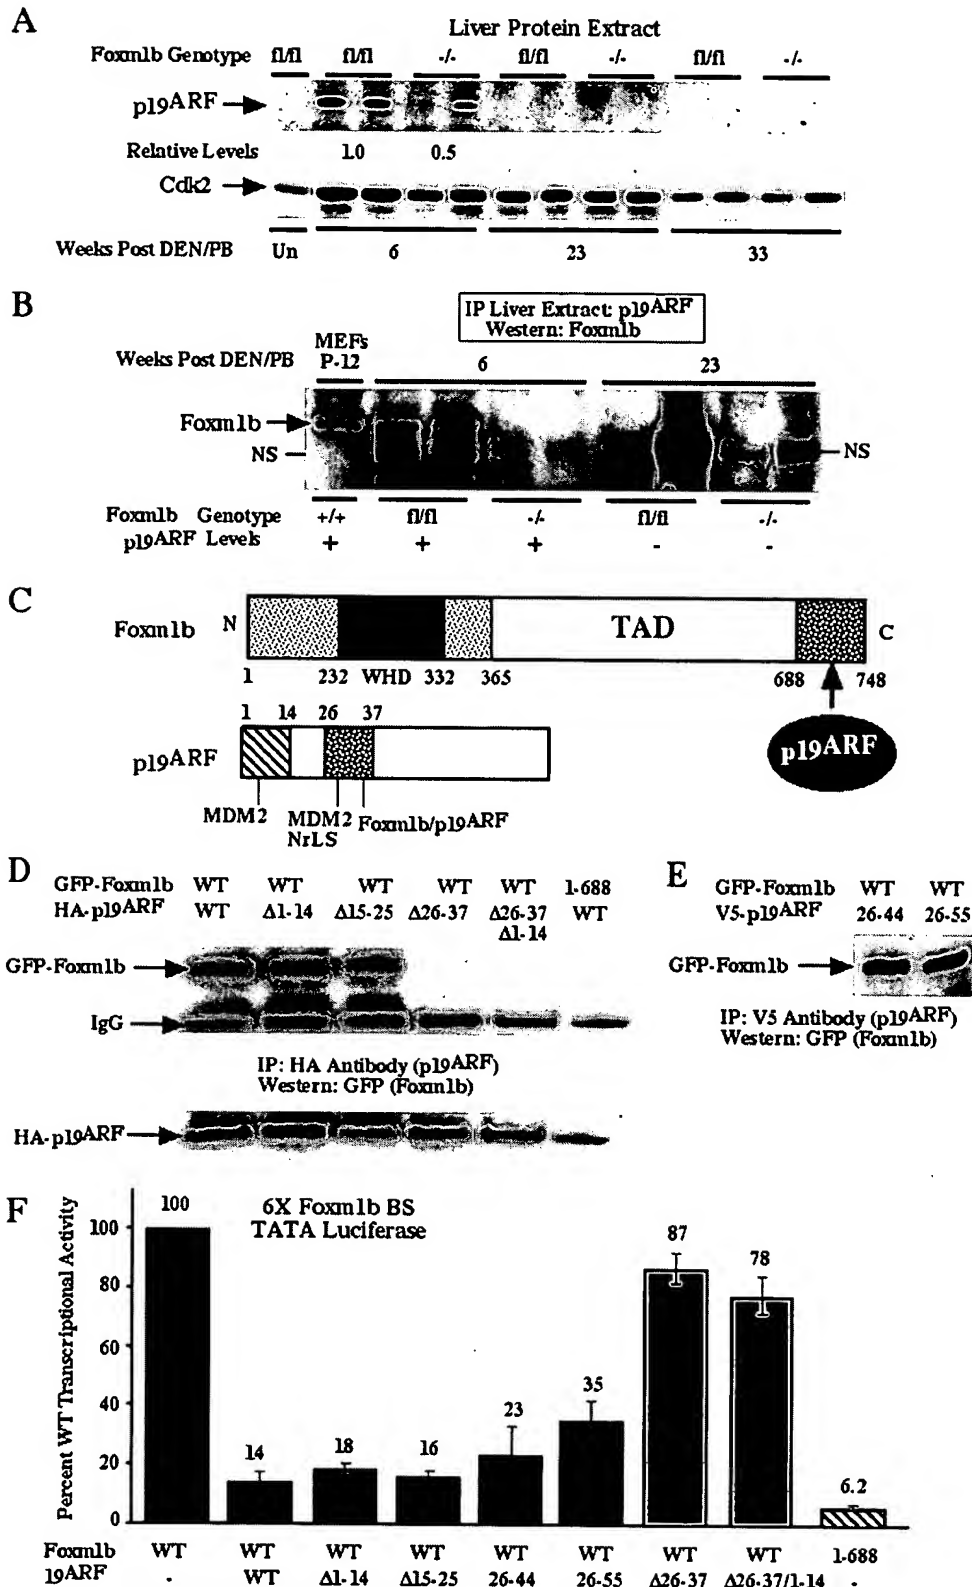 A
Liver Protein Extract
Foxm1b Genotype fl/fl fl/fl -/- fl/fl -/- fl/fl -/-
p19ARF
Relative Levels 1.0 0.5
Cdk2
Weeks Post DEN/PB Un 6 23 33
B
IP Liver Extract: p19ARF
Western: Foxm1b
MEFs
Weeks Post DEN/PB P-12 6 23
Foxm1b
NS NS
Foxm1b Genotype +/+ fl/fl -/- fl/fl -/-
p19ARF Levels + + + - -
C
Foxm1b N TAD C
1 232 WHD 332 365 688 748
1 14 26 37
p19ARF
p19ARF
MDM2 MDM2 Foxm1b/p19ARF
NrLS
D
GFP-Foxm1b WT WT WT WT WT 1-688
HA-p19ARF WT Δ1-14 Δ15-25 Δ26-37 Δ26-37 WT
Δ1-14
GFP-Foxm1b
IgG
IP: HA Antibody (p19ARF)
Western: GFP (Foxm1b)
HA-p19ARF
E
GFP-Foxm1b WT WT
V5-p19ARF 26-44 26-55
GFP-Foxm1b
IP: V5 Antibody (p19ARF)
Western: GFP (Foxm1b)
F
6X Foxm1b BS
TATA Luciferase
Percent WT Transcriptional Activity
100
80
60
40
20
0
100 14 18 16 23 35 87 78 6.2
Foxm1b WT WT WT WT WT WT WT WT 1-688
19ARF - WT Δ1-14 Δ15-25 26-44 26-55 Δ26-37 Δ26-37/1-14 -